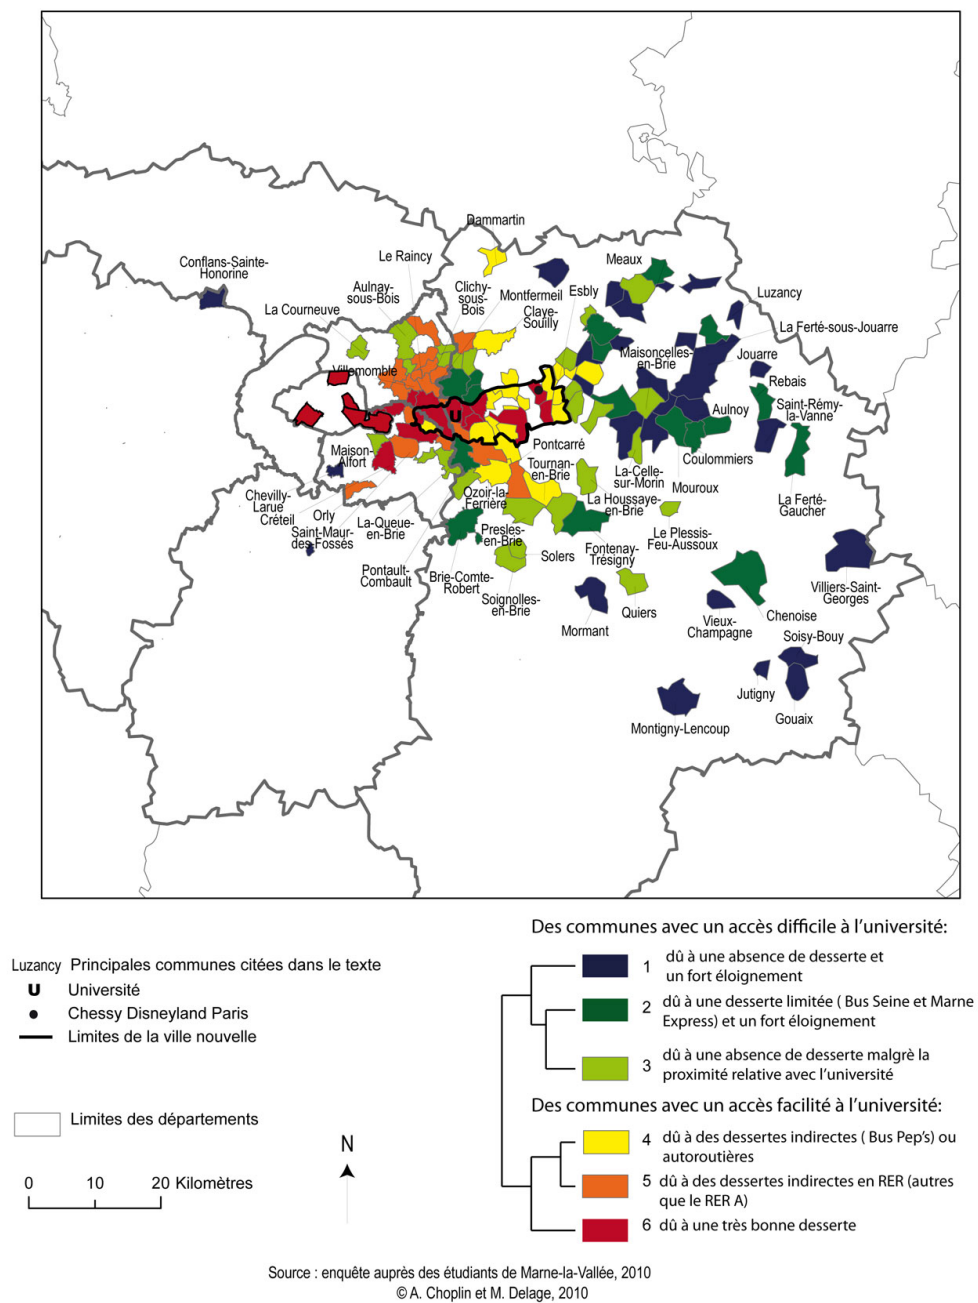 Dammartin
Le Raincy
Meaux
Conflans-Sainte-
Honorine
Aulnay-
sous-Bois
Clichy-
sous-
Bois
Montfermeil
Esbly
Luzancy
La Courneuve
Claye-
Souilly
La Ferté-sous-Jouarre
Maisoncelles-
en-Brie
Jouarre
Villemomble
Rebais
Aulnoy
Saint-Rémy-
la-Vanne
U
Maison-
Alfort
Pontcarré
Coulommiers
Tournan-
en-Brie
La-Celle-
sur-Morin
Mouroux
Chevilly-
Larue
Créteil
Ozoir-la-
Ferrière
La Houssaye-
en-Brie
La Ferté-
Gaucher
Orly
Saint-Maur-
des-Fossés
La-Queue-
en-Brie
Presles-
en-Brie
Le Plessis-
Feu-Aussoux
Solers
Fontenay-
Trésigny
Pontault-
Combault
Brie-Comte-
Robert
Soignolles-
en-Brie
Villiers-Saint-
Georges
Quiers
Mormant
Vieux-
Champagne
Chenoise
Soisy-Bouy
Jutigny
Gouaix
Montigny-Lencoup
Luzancy Principales communes citées dans le texte
U Université
Chessy Disneyland Paris
Limites de la ville nouvelle
Limites des départements
0 10 20 Kilomètres
N
Des communes avec un accès difficile à l'université:
1 dû à une absence de desserte et
un fort éloignement
2 dû à une desserte limitée ( Bus Seine et Marne
Express) et un fort éloignement
3 dû à une absence de desserte malgrè la
proximité relative avec l'université
Des communes avec un accès facilité à l'université:
4 dû à des dessertes indirectes ( Bus Pep's) ou
autoroutières
5 dû à des dessertes indirectes en RER (autres
que le RER A)
6 dû à une très bonne desserte
Source : enquête auprès des étudiants de Marne-la-Vallée, 2010
© A. Choplin et M. Delage, 2010